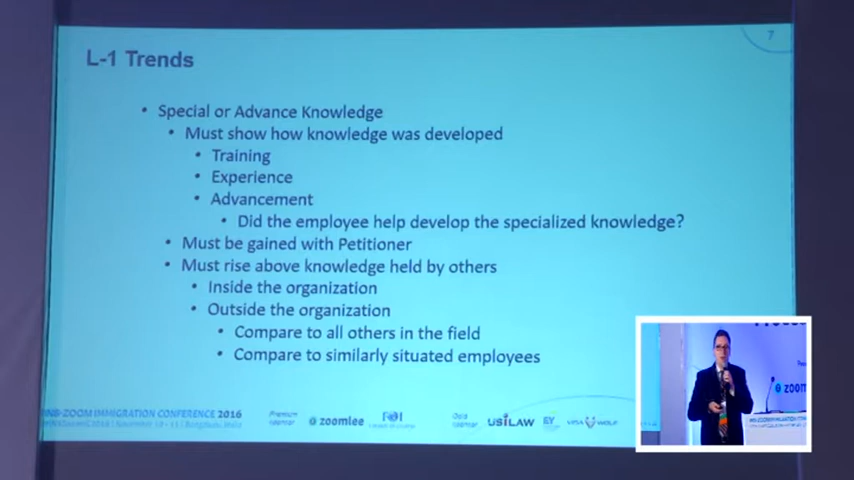 7
L-1 Trends
• Special or Advance Knowledge
• Must show how knowledge was developed
• Training
• Experience
• Advancement
• Did the employee help develop the specialized knowledge?
• Must be gained with Petitioner
• Must rise above knowledge held by others
• Inside the organization
• Outside the organization
• Compare to all others in the field
• Compare to similarly situated employees
ZOOM IMMIGRATION CONFERENCE 2016
Premium
zoomlee
USILAW
EY
VISA WOLF